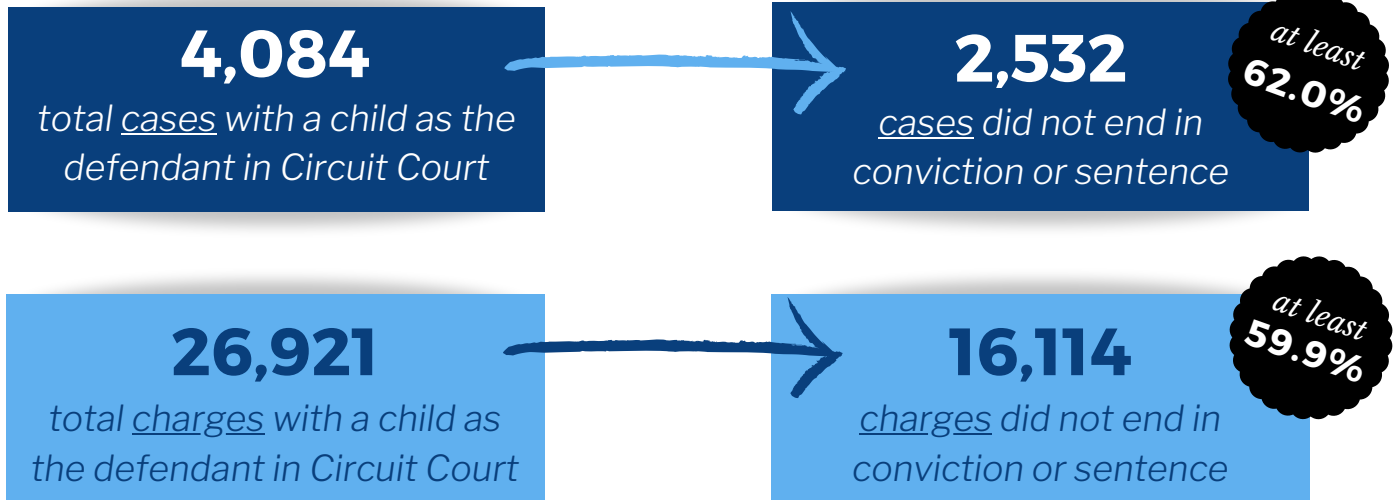 4,084
total cases with a child as the
defendant in Circuit Court
2,532
cases did not end in
conviction or sentence
at least
62.0%
26,921
total charges with a child as
the defendant in Circuit Court
16,114
charges did not end in
conviction or sentence
at least
59.9%